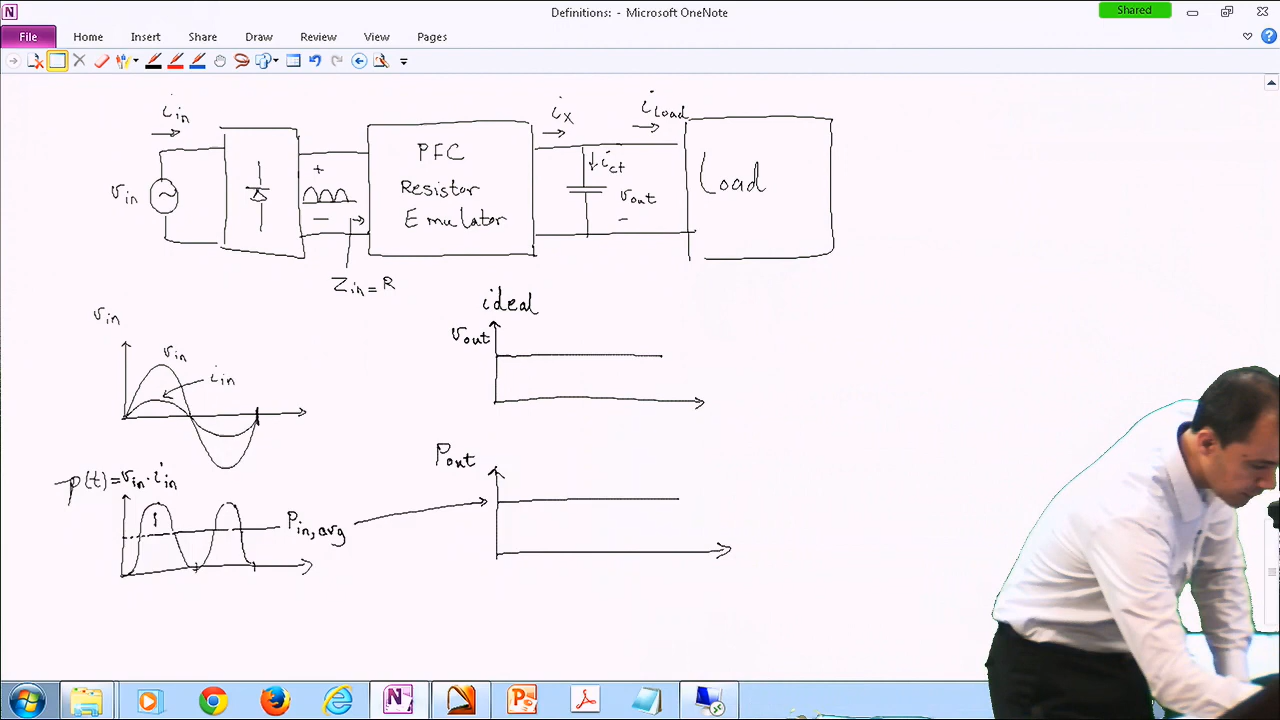 Definitions: - Microsoft OneNote
Shared
File Home Insert Share Draw Review View Pages
i_in
i_x
i_Load
v_in
+
−
PFC
Resistor
Emulator
i_ct
v_out
−
Load
Z_in = R
ideal
v_in
v_in
i_in
v_out
p(t) = v_in · i_in
P_in,avg
P_out